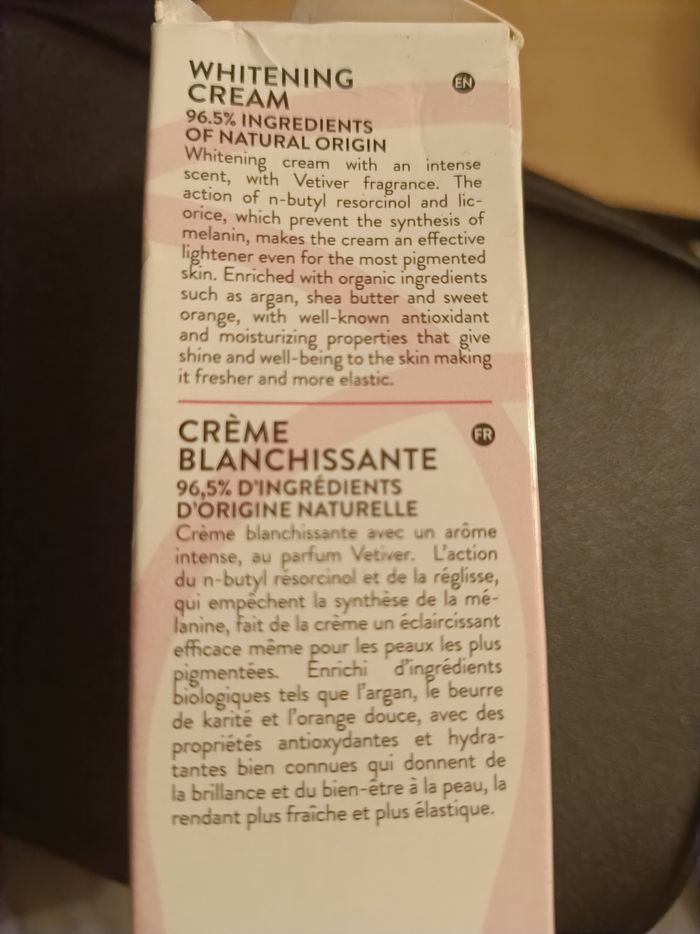 WHITENING
CREAM
EN
96.5% INGREDIENTS
OF NATURAL ORIGIN
Whitening cream with an intense
scent, with Vetiver fragrance. The
action of n-butyl resorcinol and lic-
orice, which prevent the synthesis of
melanin, makes the cream an effective
lightener even for the most pigmented
skin. Enriched with organic ingredients
such as argan, shea butter and sweet
orange, with well-known antioxidant
and moisturizing properties that give
shine and well-being to the skin making
it fresher and more elastic.
CRÈME
BLANCHISSANTE
FR
96,5% D'INGRÉDIENTS
D'ORIGINE NATURELLE
Crème blanchissante avec un arôme
intense, au parfum Vetiver. L'action
du n-butyl résorcinol et de la réglisse,
qui empêchent la synthèse de la mé-
lanine, fait de la crème un éclaircissant
efficace même pour les peaux les plus
pigmentées. Enrichi d'ingrédients
biologiques tels que l'argan, le beurre
de karité et l'orange douce, avec des
propriétés antioxydantes et hydra-
tantes bien connues qui donnent de
la brillance et du bien-être à la peau, la
rendant plus fraîche et plus élastique.